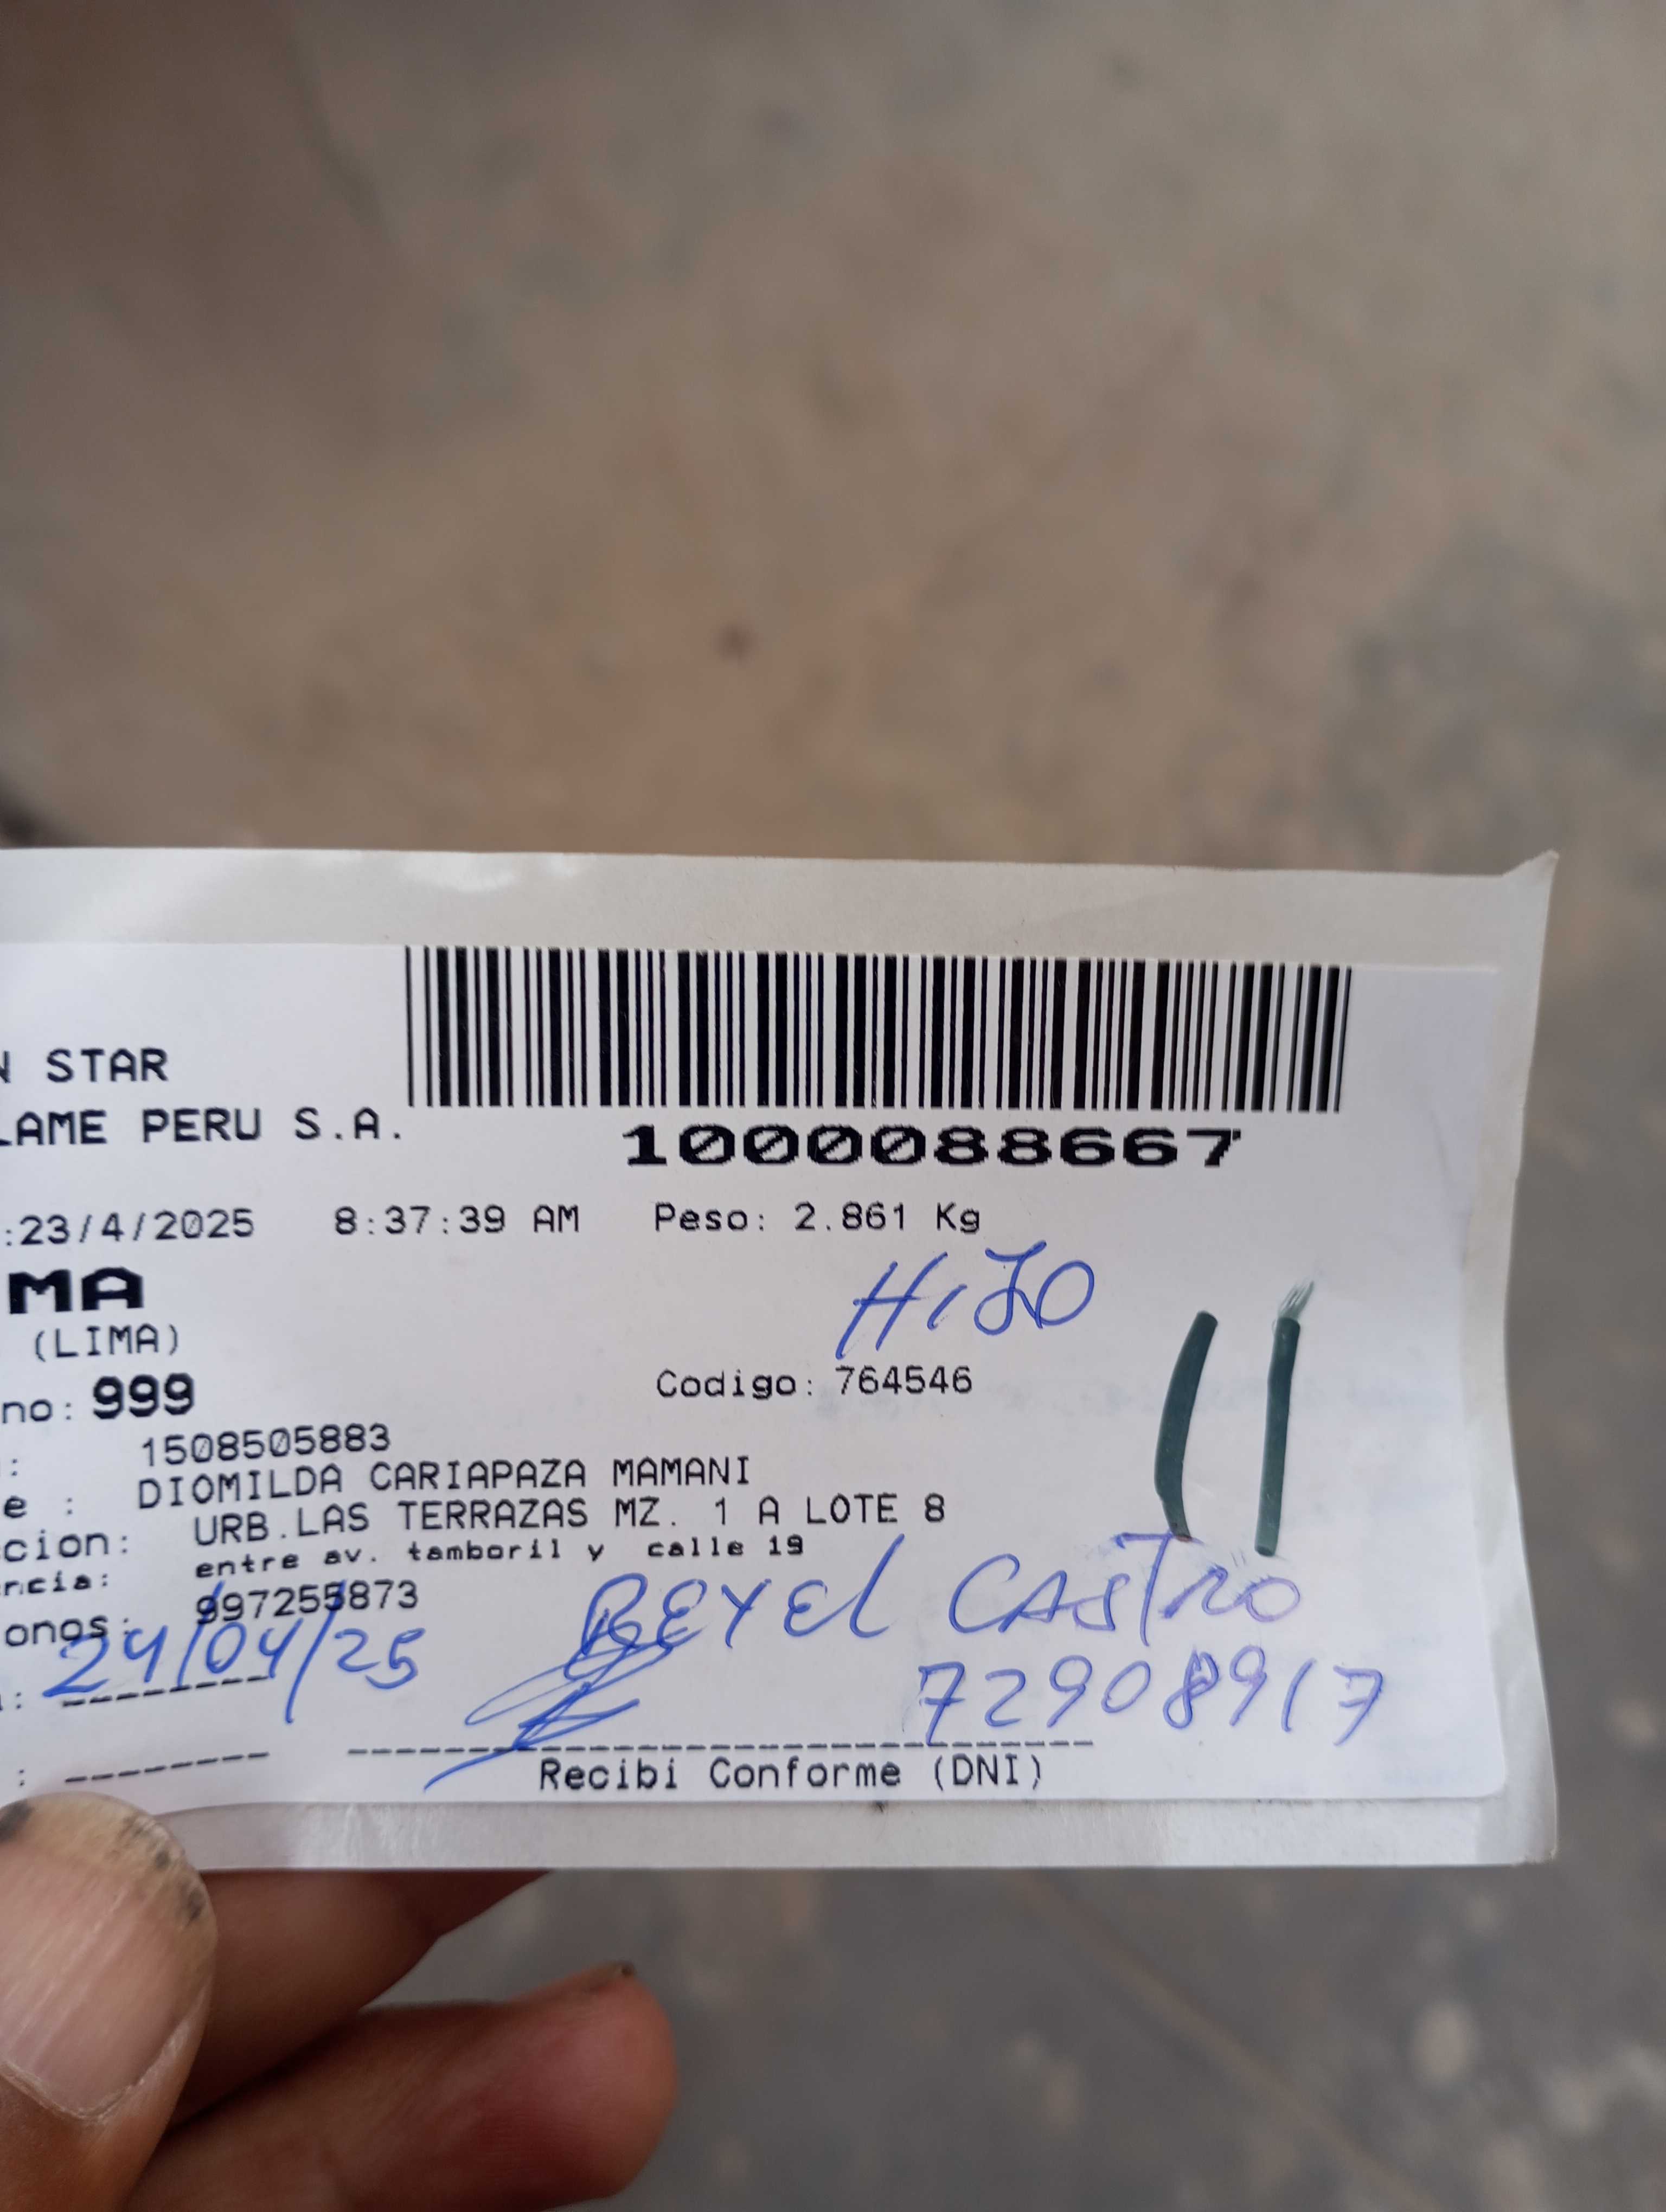 N STAR
LAME PERU S.A.
1000088667
:23/4/2025 8:37:39 AM Peso: 2.861 Kg
MA
HIJO
(LIMA)
no: 999 Codigo: 764546
: 1508505883
e : DIOMILDA CARIAPAZA MAMANI
cion: URB.LAS TERRAZAS MZ. 1 A LOTE 8
ncia: entre av. tamboril y calle 19
onos: 997255873
24/04/25 REYEL CASTRO
72908917
Recibi Conforme (DNI)